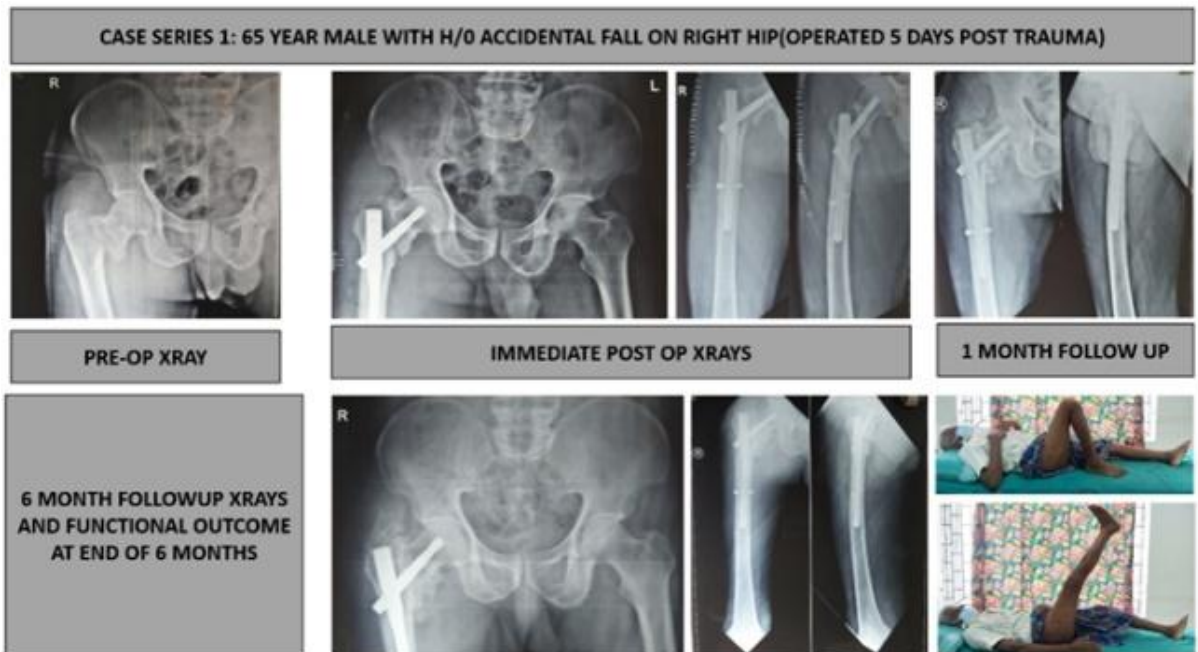 CASE SERIES 1: 65 YEAR MALE WITH H/0 ACCIDENTAL FALL ON RIGHT HIP(OPERATED 5 DAYS POST TRAUMA)
R
L
R
R
PRE-OP XRAY
IMMEDIATE POST OP XRAYS
1 MONTH FOLLOW UP
6 MONTH FOLLOWUP XRAYS
AND FUNCTIONAL OUTCOME
AT END OF 6 MONTHS
R
R